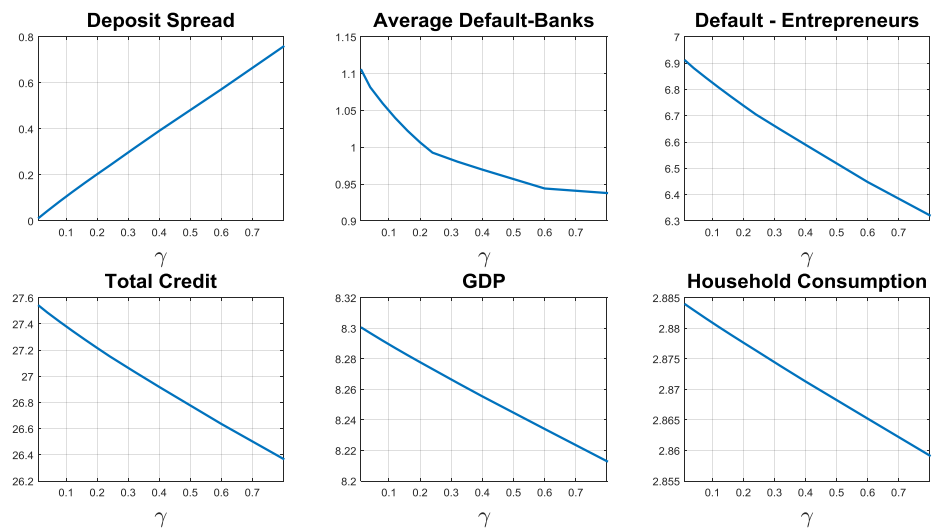 Deposit Spread
0.8
0.6
0.4
0.2
0
0.1 0.2 0.3 0.4 0.5 0.6 0.7
γ
Average Default-Banks
1.15
1.1
1.05
1
0.95
0.9
0.1 0.2 0.3 0.4 0.5 0.6 0.7
γ
Default - Entrepreneurs
7
6.9
6.8
6.7
6.6
6.5
6.4
6.3
0.1 0.2 0.3 0.4 0.5 0.6 0.7
γ
Total Credit
27.6
27.4
27.2
27
26.8
26.6
26.4
26.2
0.1 0.2 0.3 0.4 0.5 0.6 0.7
γ
GDP
8.32
8.3
8.28
8.26
8.24
8.22
8.2
0.1 0.2 0.3 0.4 0.5 0.6 0.7
γ
Household Consumption
2.885
2.88
2.875
2.87
2.865
2.86
2.855
0.1 0.2 0.3 0.4 0.5 0.6 0.7
γ